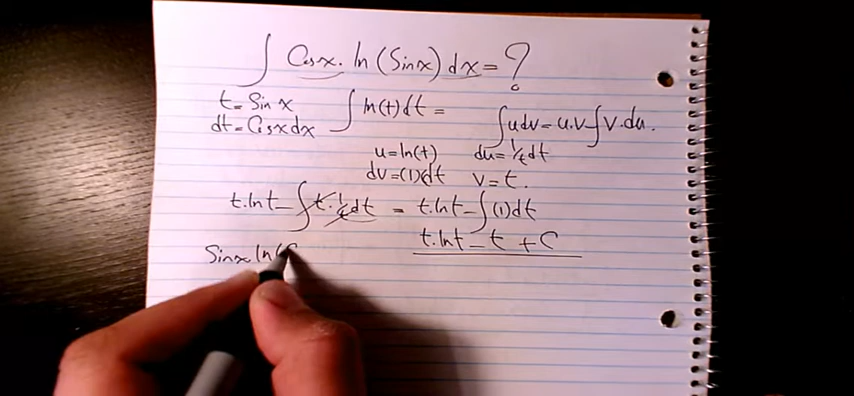 ∫ Cosx. ln (Sinx) dx = ?
t = Sin x ∫ ln(t) dt =
dt = Cosx dx ∫ u dv = u.v - ∫ v.du.
u = ln(t) du = 1/t dt
dv = (1) dt v = t.
t.lnt - ∫ t. 1/t dt = t.lnt - ∫ (1) dt
t.lnt - t + C
Sinx ln(S